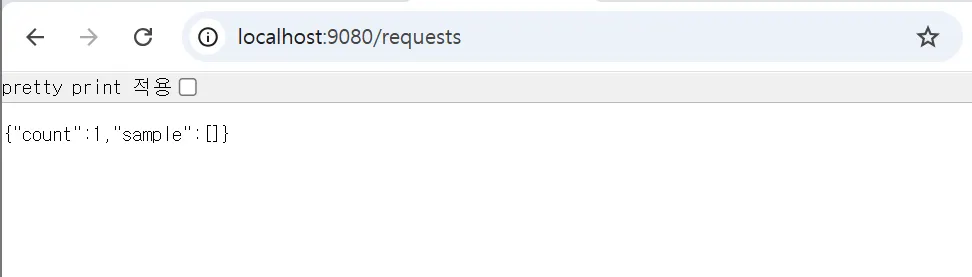 localhost:9080/requests
pretty print 적용
{"count":1,"sample":[]}